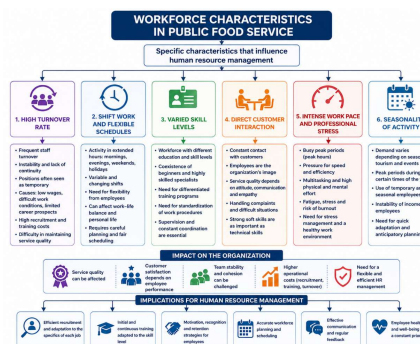 WORKFORCE CHARACTERISTICS
IN PUBLIC FOOD SERVICE
Specific characteristics that influence
human resource management
1. HIGH TURNOVER
RATE
• Frequent staff
turnover
• Instability and lack of
continuity
• Positions often seen
as temporary
• Causes: low wages,
difficult work
conditions, limited
career prospects
• High recruitment and
training costs
• Difficulty in maintaining
service quality
2. SHIFT WORK
AND FLEXIBLE
SCHEDULES
• Activity in extended
hours: mornings,
evenings, weekends,
holidays
• Variable and
changing shifts
• Need for flexibility
from employees
• Can affect work-life
balance and personal
life
• Requires careful
planning and fair
scheduling
3. VARIED SKILL
LEVELS
• Workforce with different
education and skill levels
• Coexistence of
beginners and highly
skilled specialists
• Need for differentiated
training programs
• Need for standardization
of work procedures
• Supervision and
constant coordination
are essential
4. DIRECT CUSTOMER
INTERACTION
• Constant contact with
customers
• Employees are the
organization's image
• Service quality depends
on attitude, communication
and empathy
• Handling complaints
and difficult situations
• Strong soft skills are as
important as technical
skills
5. INTENSE WORK PACE
AND PROFESSIONAL
STRESS
• Busy peak periods
(peak hours)
• Pressure for speed and
efficiency
• Multitasking and high
physical and mental
effort
• Fatigue, stress and
risk of burnout
• Need for stress
management and a
healthy work
environment
6. SEASONALI
OF ACTIVITY
• Demand varies
depending on seas
tourism and events
• Peak periods during
certain times of the
• Use of temporary a
seasonal employees
• Instability of income
employees
• Need for quick
adaptation and
anticipatory plannin
IMPACT ON THE ORGANIZATION
Service quality
can be affected
Customer
satisfaction
depends on
employee
performance
Team stability
and cohesion
can be
challenged
Higher
operational
costs (recruitment,
training, turnover)
Need for a
flexible and
efficient HR
management
IMPLICATIONS FOR HUMAN RESOURCE MANAGEMENT
Efficient recruitment
and adaptation to the
specifics of each job
Initial and
continuous training
adapted to the skill
level
Motivation, recognition
and retention
strategies for
employees
Accurate workforce
planning and
scheduling
Effective
communication
and regular
feedback
Employee health
and well-being
a constant